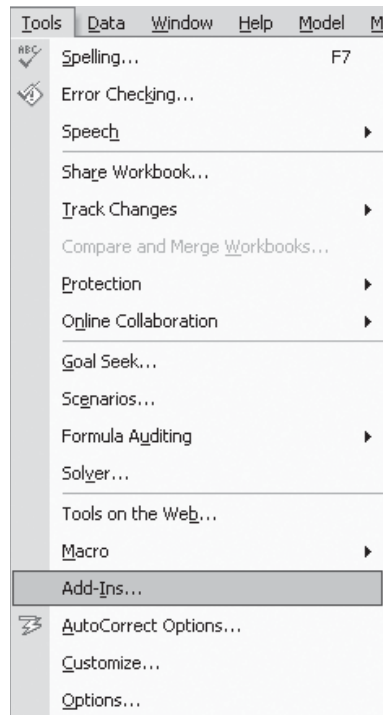 Tools Data Window Help Model M
ABC Spelling... F7
Error Checking...
Speech
Share Workbook...
Track Changes
Compare and Merge Workbooks...
Protection
Online Collaboration
Goal Seek...
Scenarios...
Formula Auditing
Solver...
Tools on the Web...
Macro
Add-Ins...
AutoCorrect Options...
Customize...
Options...